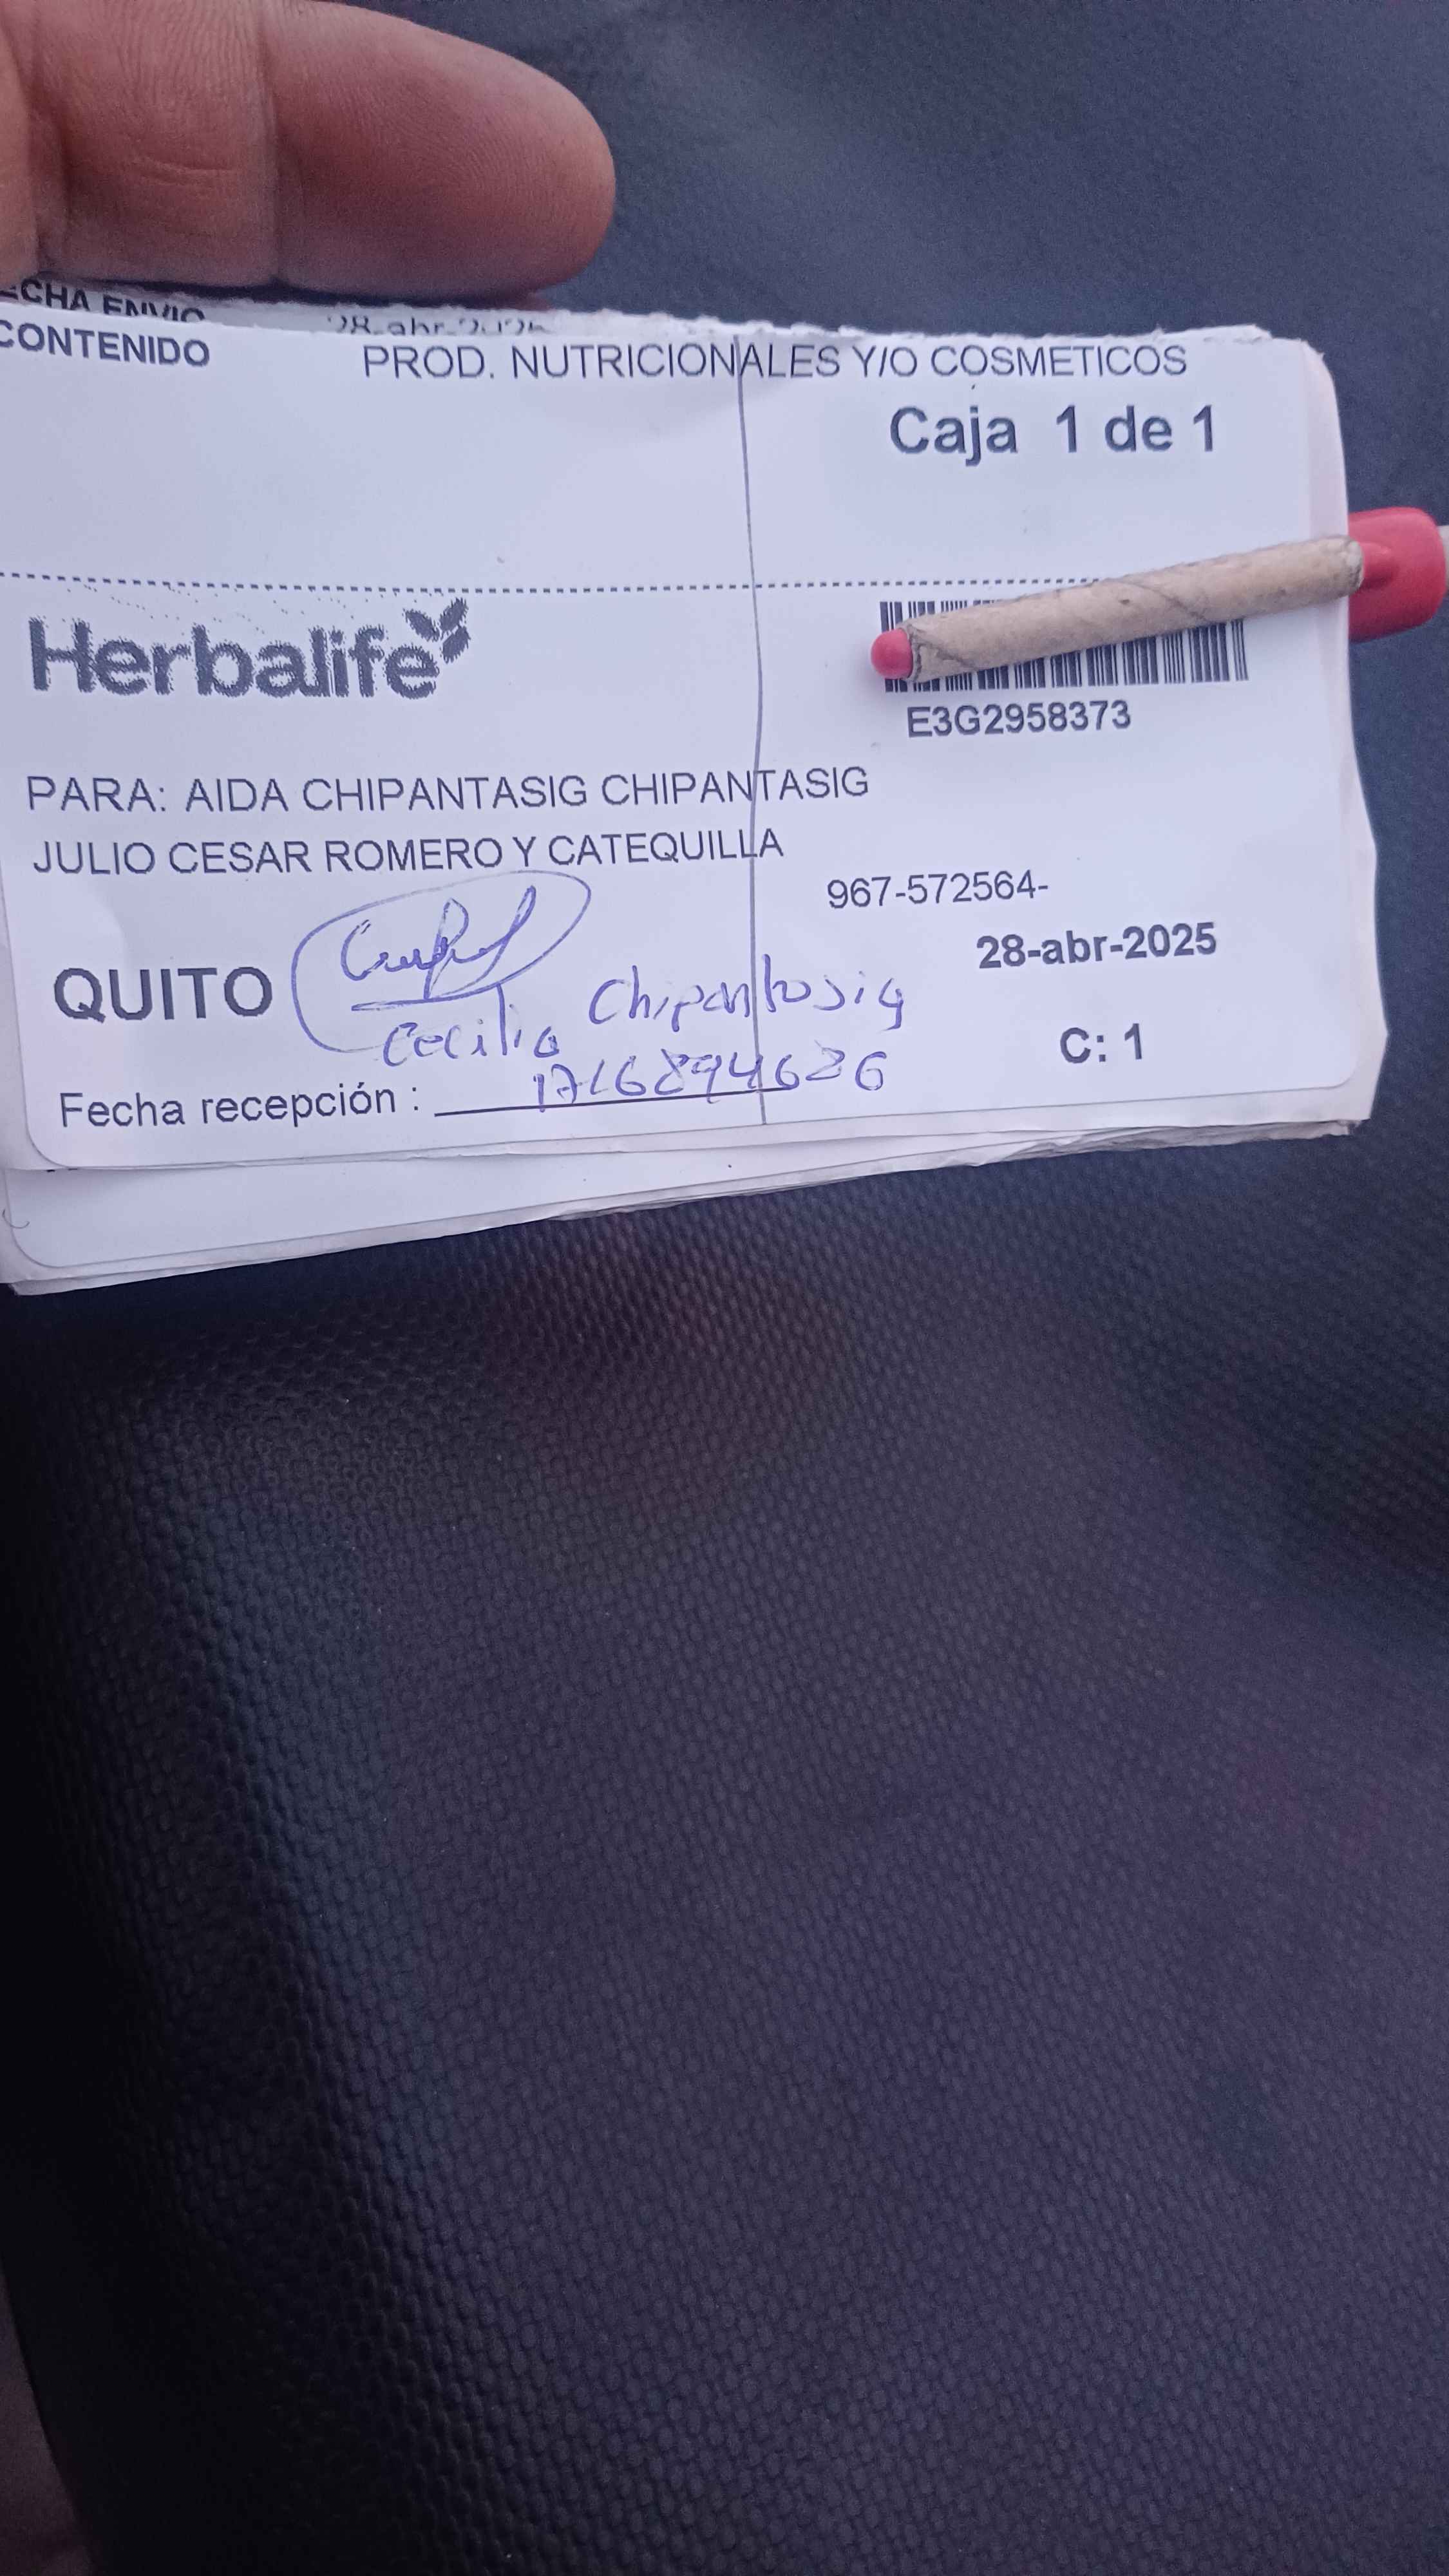 CONTENIDO PROD. NUTRICIONALES Y/O COSMETICOS
Caja 1 de 1
Herbalife
E3G2958373
PARA: AIDA CHIPANTASIG CHIPANTASIG
JULIO CESAR ROMERO Y CATEQUILLA
967-572564-
28-abr-2025
QUITO
Cecilia Chipantasig
C: 1
Fecha recepción : 1716894626